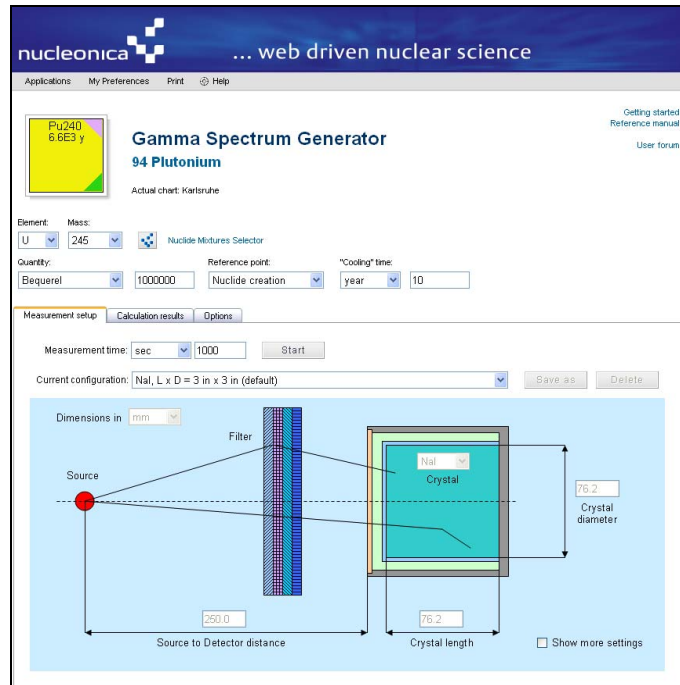 nucleonica ... web driven nuclear science
Applications My Preferences Print Help
Getting started
Reference manual
User forum
Pu240
6.6E3 y
Gamma Spectrum Generator
94 Plutonium
Actual chart: Karlsruhe
Element: Mass:
U 245 Nuclide Mixtures Selector
Quantity: Reference point: "Cooling" time:
Bequerel 1000000 Nuclide creation year 10
Measurement setup Calculation results Options
Measurement time: sec 1000 Start
Current configuration: NaI, L x D = 3 in x 3 in (default) Save as Delete
Dimensions in mm
Filter
Source
NaI
Crystal
76.2
Crystal
diameter
250.0 76.2
Source to Detector distance Crystal length Show more settings